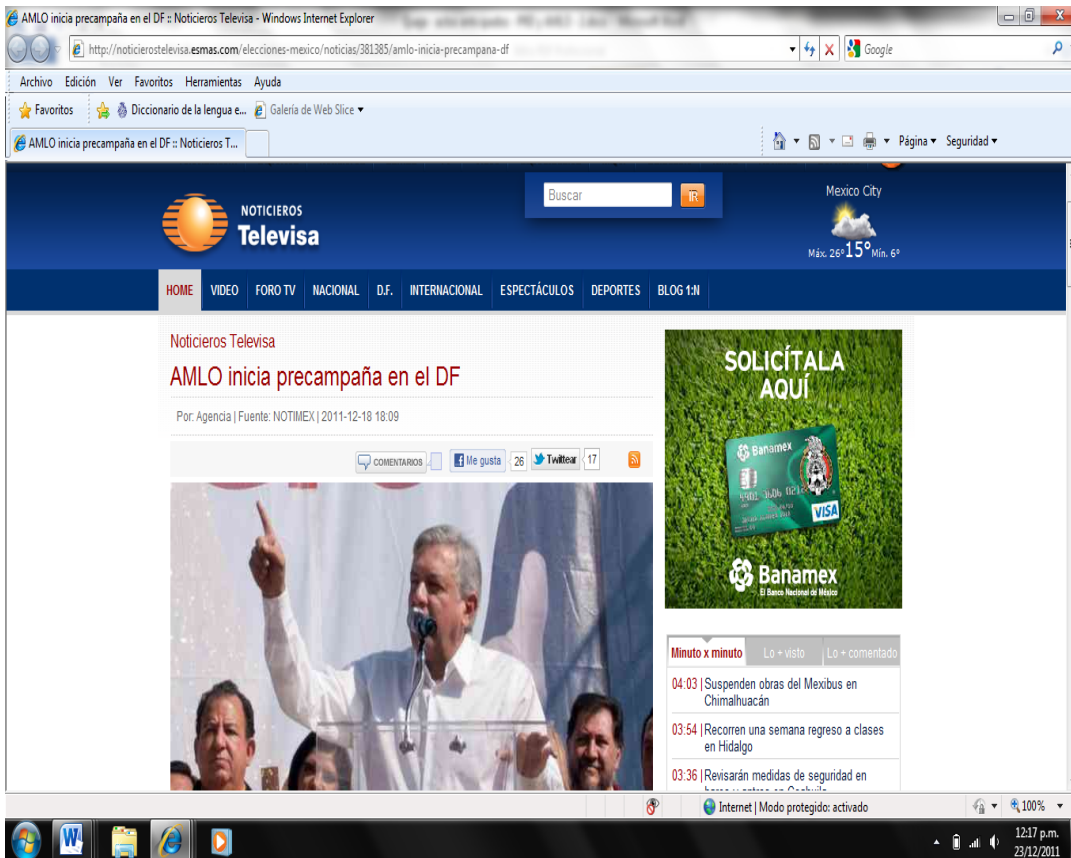 AMLO inicia precampaña en el DF :: Noticieros Televisa - Windows Internet Explorer
http://noticierostelevisa.esmas.com/elecciones-mexico/noticias/381385/amlo-inicia-precampana-df
Google
Archivo Edición Ver Favoritos Herramientas Ayuda
Favoritos Diccionario de la lengua e... Galería de Web Slice
AMLO inicia precampaña en el DF :: Noticieros T...
Página Seguridad
NOTICIEROS
Televisa
Buscar
IR
Mexico City
Máx. 26° 15° Mín. 6°
HOME VIDEO FORO TV NACIONAL D.F. INTERNACIONAL ESPECTÁCULOS DEPORTES BLOG 1:N
Noticieros Televisa
AMLO inicia precampaña en el DF
Por: Agencia | Fuente: NOTIMEX | 2011-12-18 18:09
COMENTARIOS Me gusta 26 Twittear 17
SOLICÍTALA
AQUÍ
Banamex
VISA
Banamex
El Banco Nacional de México
Minuto x minuto Lo + visto Lo + comentado
04:03 | Suspenden obras del Mexibus en
Chimalhuacán
03:54 | Recorren una semana regreso a clases
en Hidalgo
03:36 | Revisarán medidas de seguridad en
Internet | Modo protegido: activado
100%
12:17 p.m.
23/12/2011